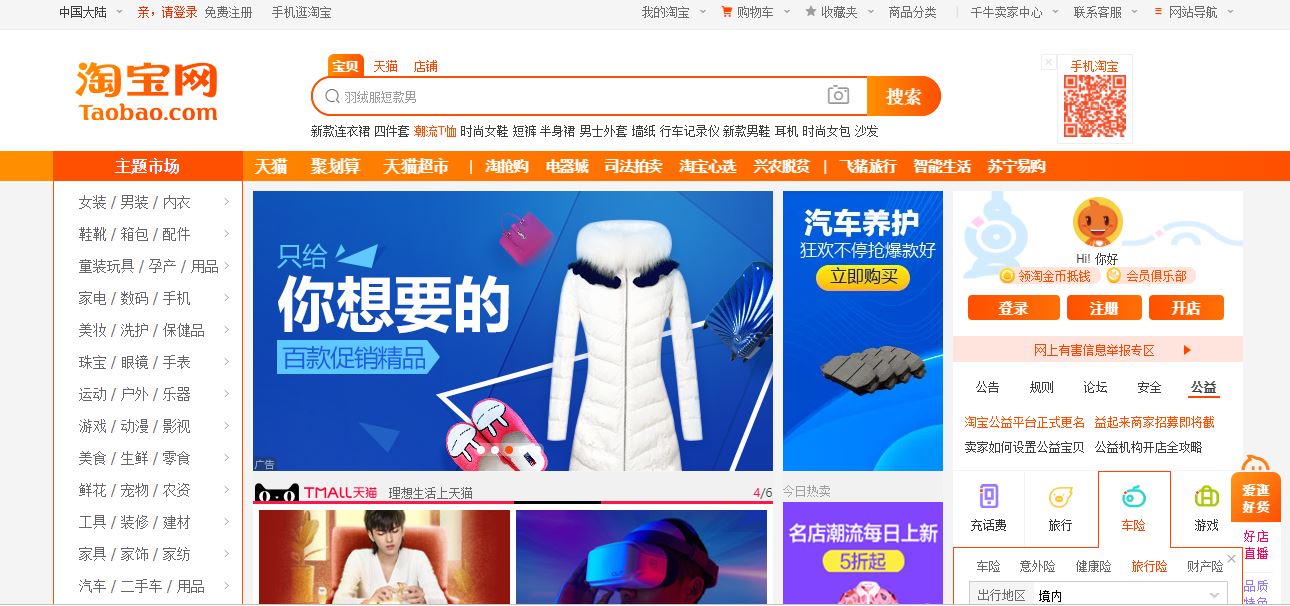 中国大陆 亲，请登录 免费注册 手机逛淘宝 我的淘宝 购物车 收藏夹 商品分类 千牛卖家中心 联系客服 网站导航
宝贝 天猫 店铺
淘宝网
Taobao.com
羽绒服短款男
搜索
新款连衣裙 四件套 潮流T恤 时尚女鞋 短裤 半身裙 男士外套 墙纸 行车记录仪 新款男鞋 耳机 时尚女包 沙发
手机淘宝
主题市场 天猫 聚划算 天猫超市 | 淘抢购 电器城 司法拍卖 淘宝心选 兴农脱贫 | 飞猪旅行 智能生活 苏宁易购
女装 / 男装 / 内衣
鞋靴 / 箱包 / 配件
童装玩具 / 孕产 / 用品
家电 / 数码 / 手机
美妆 / 洗护 / 保健品
珠宝 / 眼镜 / 手表
运动 / 户外 / 乐器
游戏 / 动漫 / 影视
美食 / 生鲜 / 零食
鲜花 / 宠物 / 农资
工具 / 装修 / 建材
家具 / 家饰 / 家纺
汽车 / 二手车 / 用品
只给
你想要的
百款促销精品
广告
TMALL天猫 理想生活上天猫 4/6
汽车养护
狂欢不停抢爆款好
立即购买
今日热卖
名店潮流每日上新
5折起
Hi! 你好
领淘金币抵钱 会员俱乐部
登录 注册 开店
网上有害信息举报专区
公告 规则 论坛 安全 公益
淘宝公益平台正式更名 益起来商家招募即将截
卖家如何设置公益宝贝 公益机构开店全攻略
充话费 旅行 车险 游戏
车险 意外险 健康险 旅行险 财产险
出行地区 境内
爱逛
好货
好店
直播
品质
特色